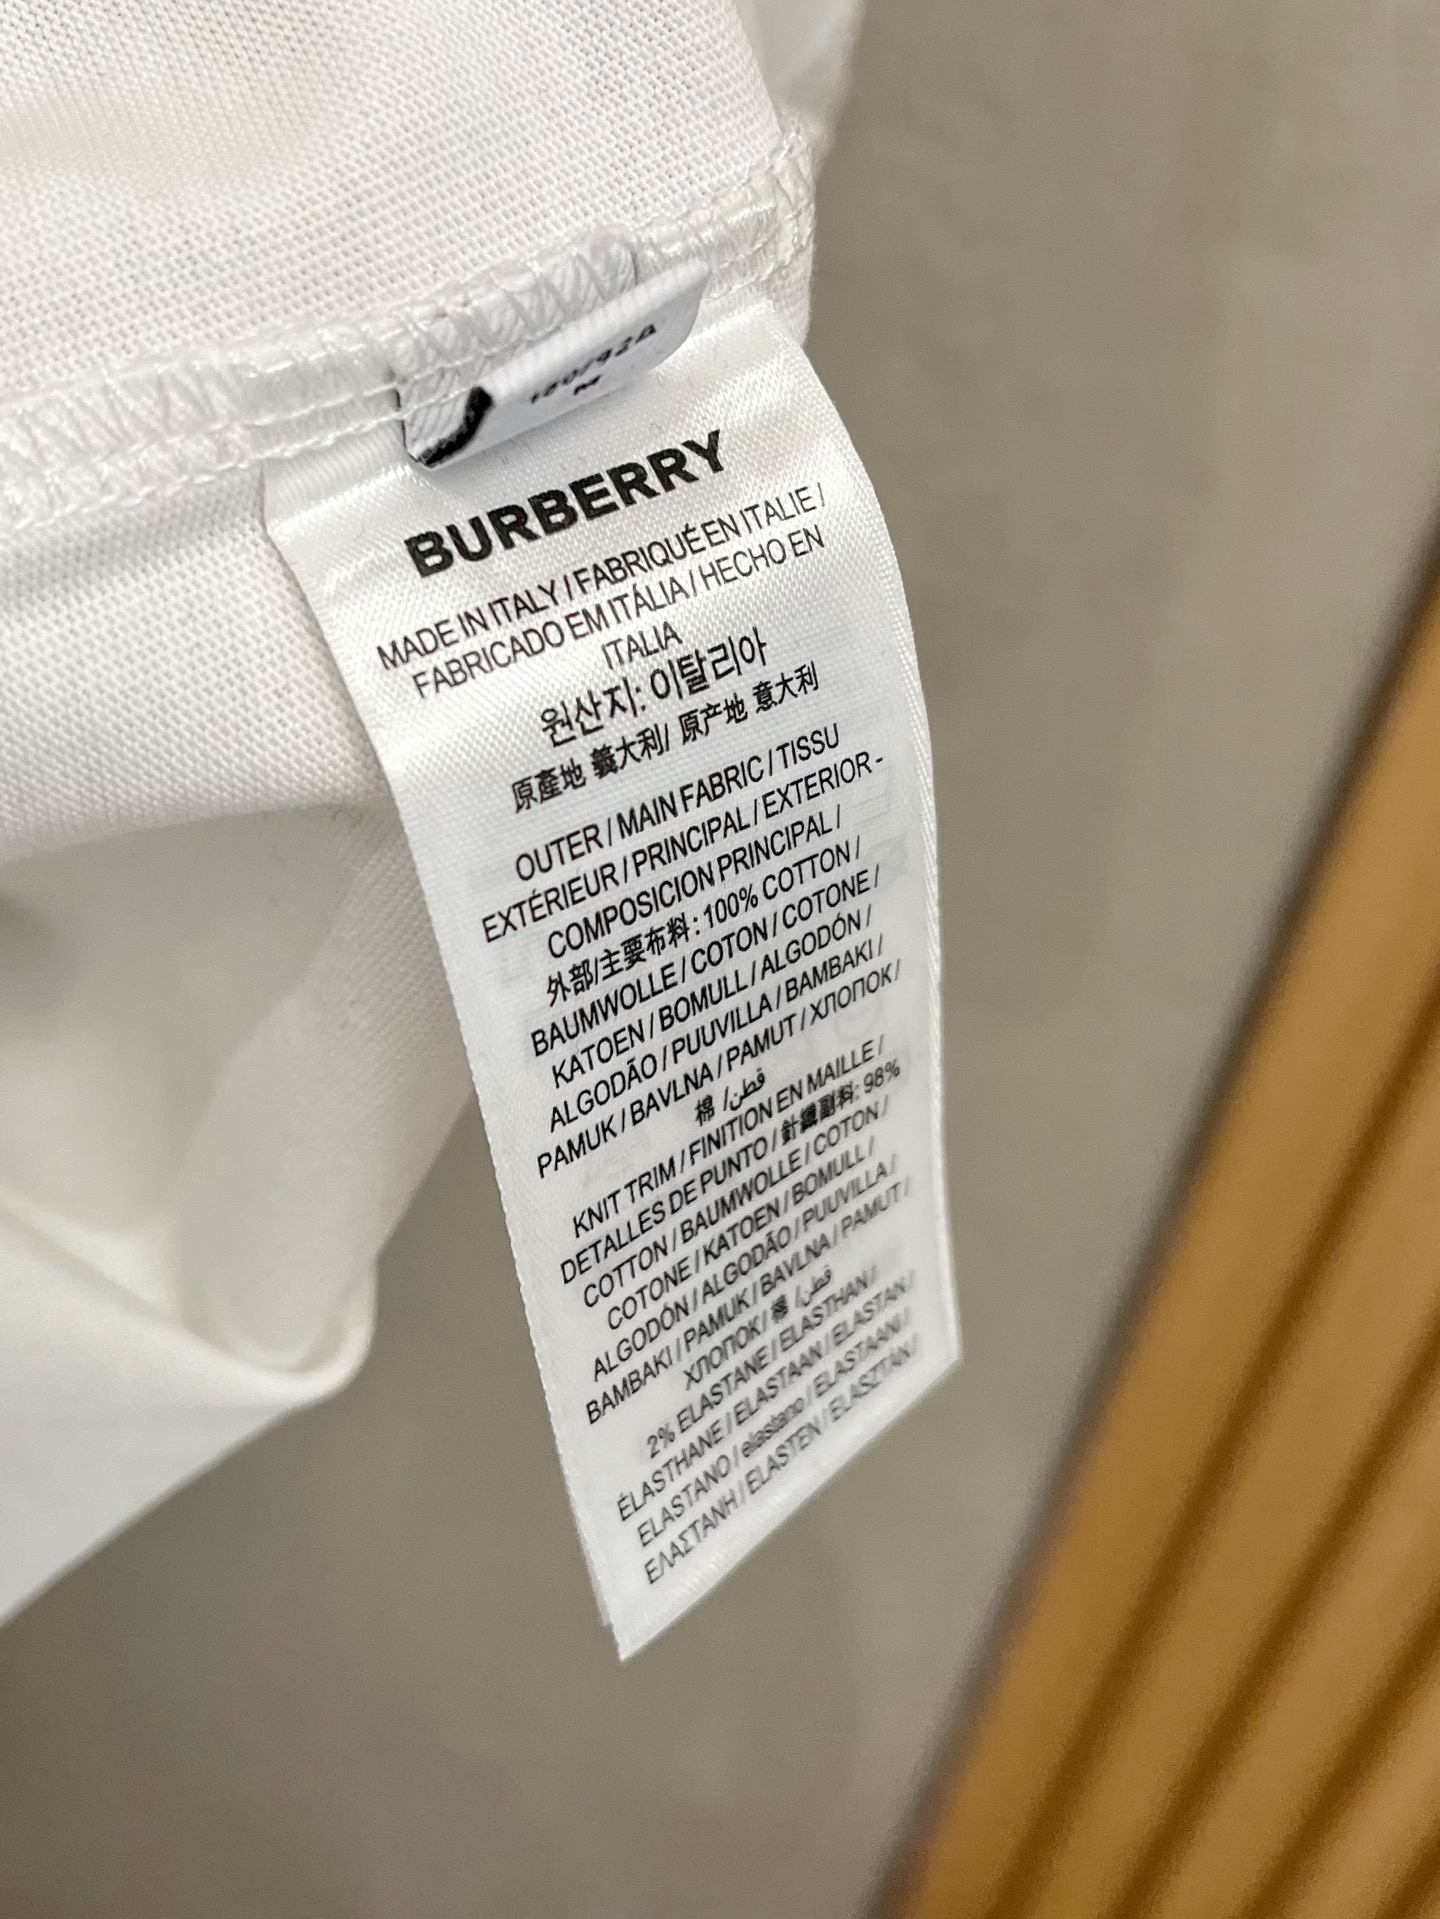 180/92A
M
BURBERRY
MADE IN ITALY / FABRIQUÉ EN ITALIE /
FABRICADO EM ITÁLIA / HECHO EN
ITALIA
원산지: 이탈리아
原產地 義大利/ 原产地 意大利
OUTER / MAIN FABRIC / TISSU
EXTÉRIEUR / PRINCIPAL / EXTERIOR -
COMPOSICION PRINCIPAL /
外部/主要布料: 100% COTTON /
BAUMWOLLE / COTON / COTONE /
KATOEN / BOMULL / ALGODÓN /
ALGODÃO / PUUVILLA / BAMBAKI /
PAMUK / BAVLNA / PAMUT / ХЛОПОК /
棉 /قطن
KNIT TRIM / FINITION EN MAILLE /
DETALLES DE PUNTO / 針織副料: 98%
COTTON / BAUMWOLLE / COTON /
COTONE / KATOEN / BOMULL /
ALGODÓN / ALGODÃO / PUUVILLA /
BAMBAKI / PAMUK / BAVLNA / PAMUT /
ХЛОПОК / 棉 /قطن
2% ELASTANE / ELASTHAN /
ÉLASTHANE / ELASTAAN / ELASTAN /
ELASTANO / elastano / ELASTAANI /
ΕΛΑΣΤΑΝΗ / ELASTEN / ELASZTÁN /